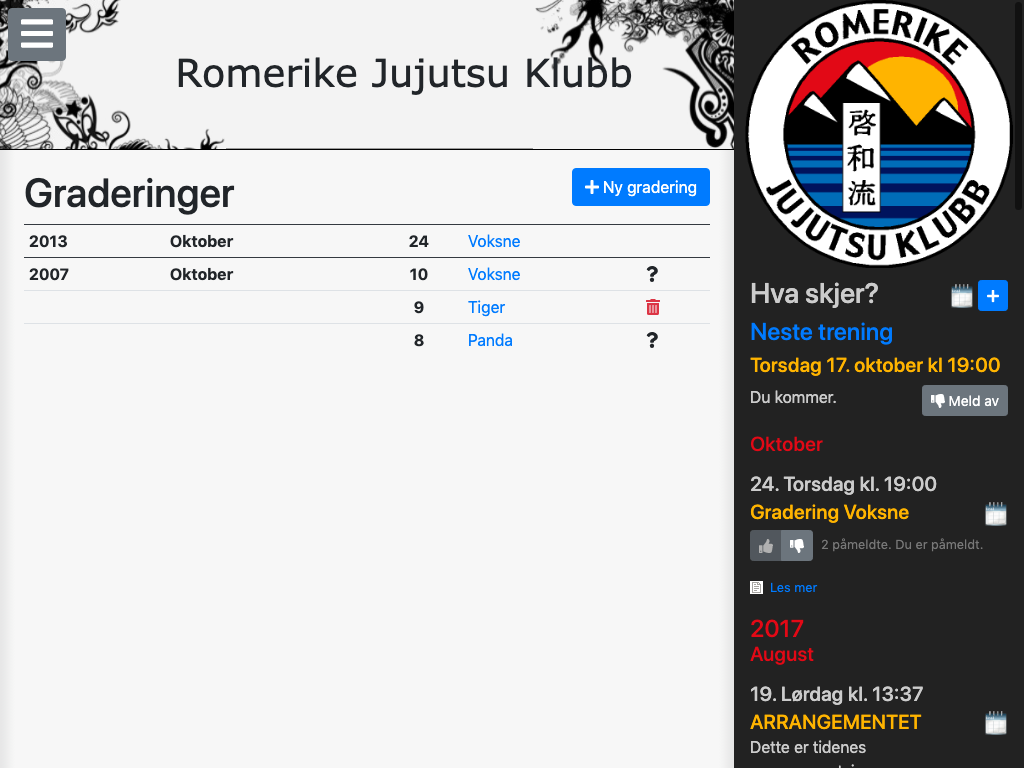 Romerike Jujutsu Klubb
Graderinger
Ny gradering
2013 Oktober 24 Voksne
2007 Oktober 10 Voksne ?
9 Tiger
8 Panda ?
ROMERIKE
啓和流
JUJUTSU KLUBB
Hva skjer?
Neste trening
Torsdag 17. oktober kl 19:00
Du kommer.
Meld av
Oktober
24. Torsdag kl. 19:00
Gradering Voksne
2 påmeldte. Du er påmeldt.
Les mer
2017
August
19. Lørdag kl. 13:37
ARRANGEMENTET
Dette er tidenes